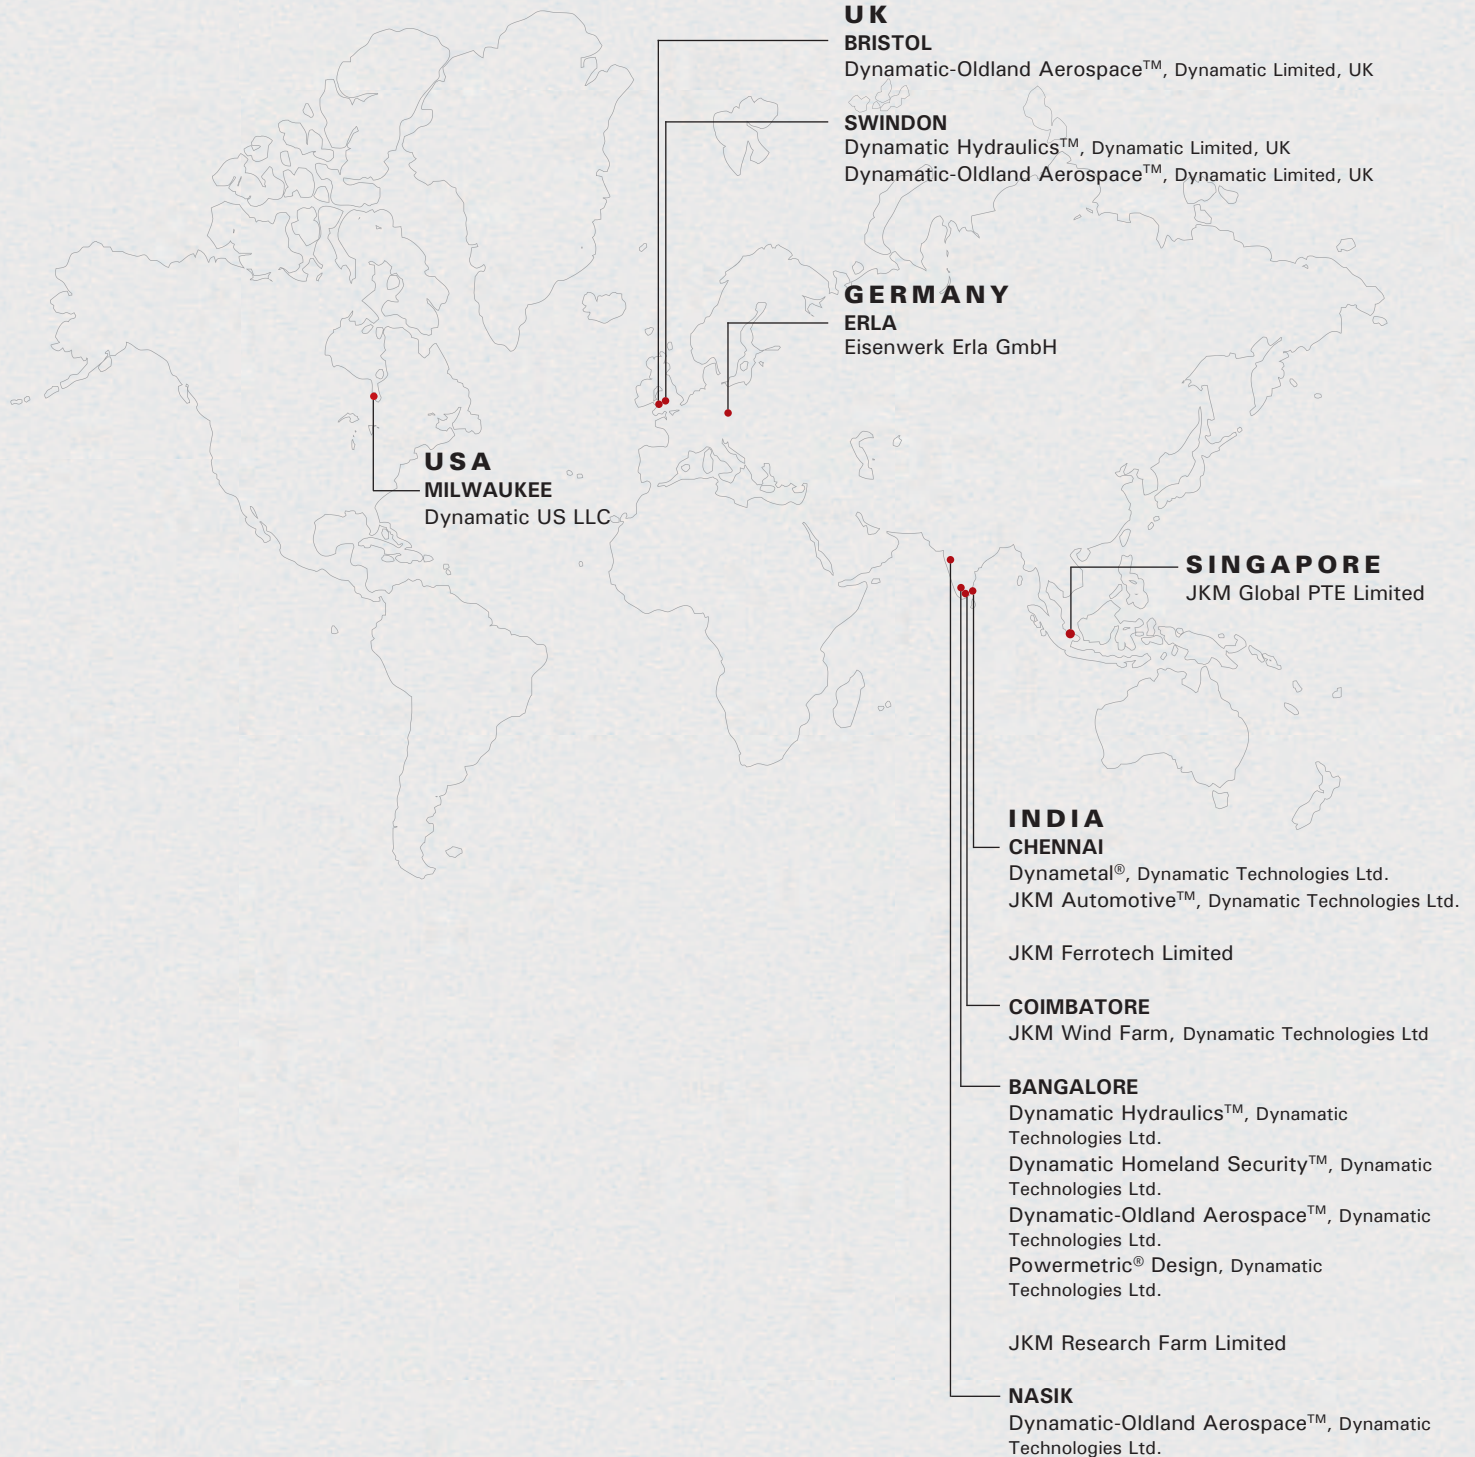 UK
BRISTOL
Dynamatic-Oldland Aerospace™, Dynamatic Limited, UK
SWINDON
Dynamatic Hydraulics™, Dynamatic Limited, UK
Dynamatic-Oldland Aerospace™, Dynamatic Limited, UK
GERMANY
ERLA
Eisenwerk Erla GmbH
USA
MILWAUKEE
Dynamatic US LLC
SINGAPORE
JKM Global PTE Limited
INDIA
CHENNAI
Dynametal®, Dynamatic Technologies Ltd.
JKM Automotive™, Dynamatic Technologies Ltd.
JKM Ferrotech Limited
COIMBATORE
JKM Wind Farm, Dynamatic Technologies Ltd
BANGALORE
Dynamatic Hydraulics™, Dynamatic
Technologies Ltd.
Dynamatic Homeland Security™, Dynamatic
Technologies Ltd.
Dynamatic-Oldland Aerospace™, Dynamatic
Technologies Ltd.
Powermetric® Design, Dynamatic
Technologies Ltd.
JKM Research Farm Limited
NASIK
Dynamatic-Oldland Aerospace™, Dynamatic
Technologies Ltd.